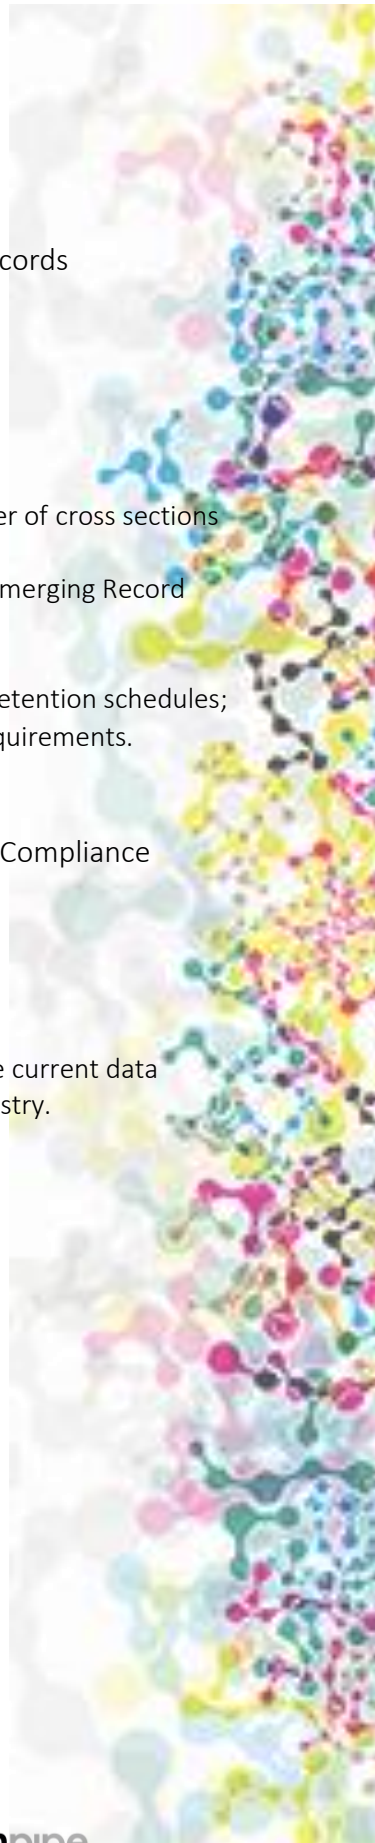 cords
er of cross sections
merging Record
etention schedules;
quirements.
Compliance
e current data
stry.